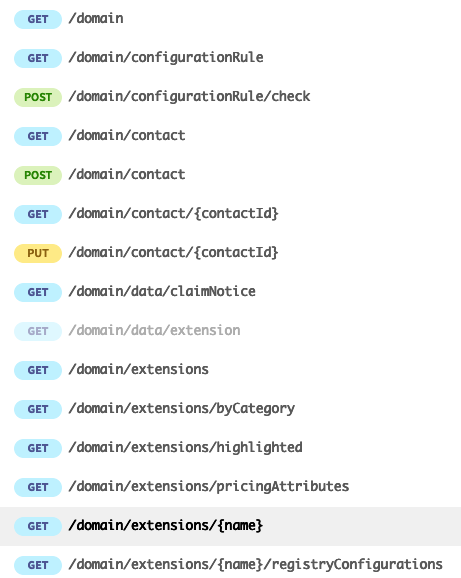 GET /domain
GET /domain/configurationRule
POST /domain/configurationRule/check
GET /domain/contact
POST /domain/contact
GET /domain/contact/{contactId}
PUT /domain/contact/{contactId}
GET /domain/data/claimNotice
GET /domain/data/extension
GET /domain/extensions
GET /domain/extensions/byCategory
GET /domain/extensions/highlighted
GET /domain/extensions/pricingAttributes
GET /domain/extensions/{name}
GET /domain/extensions/{name}/registryConfigurations